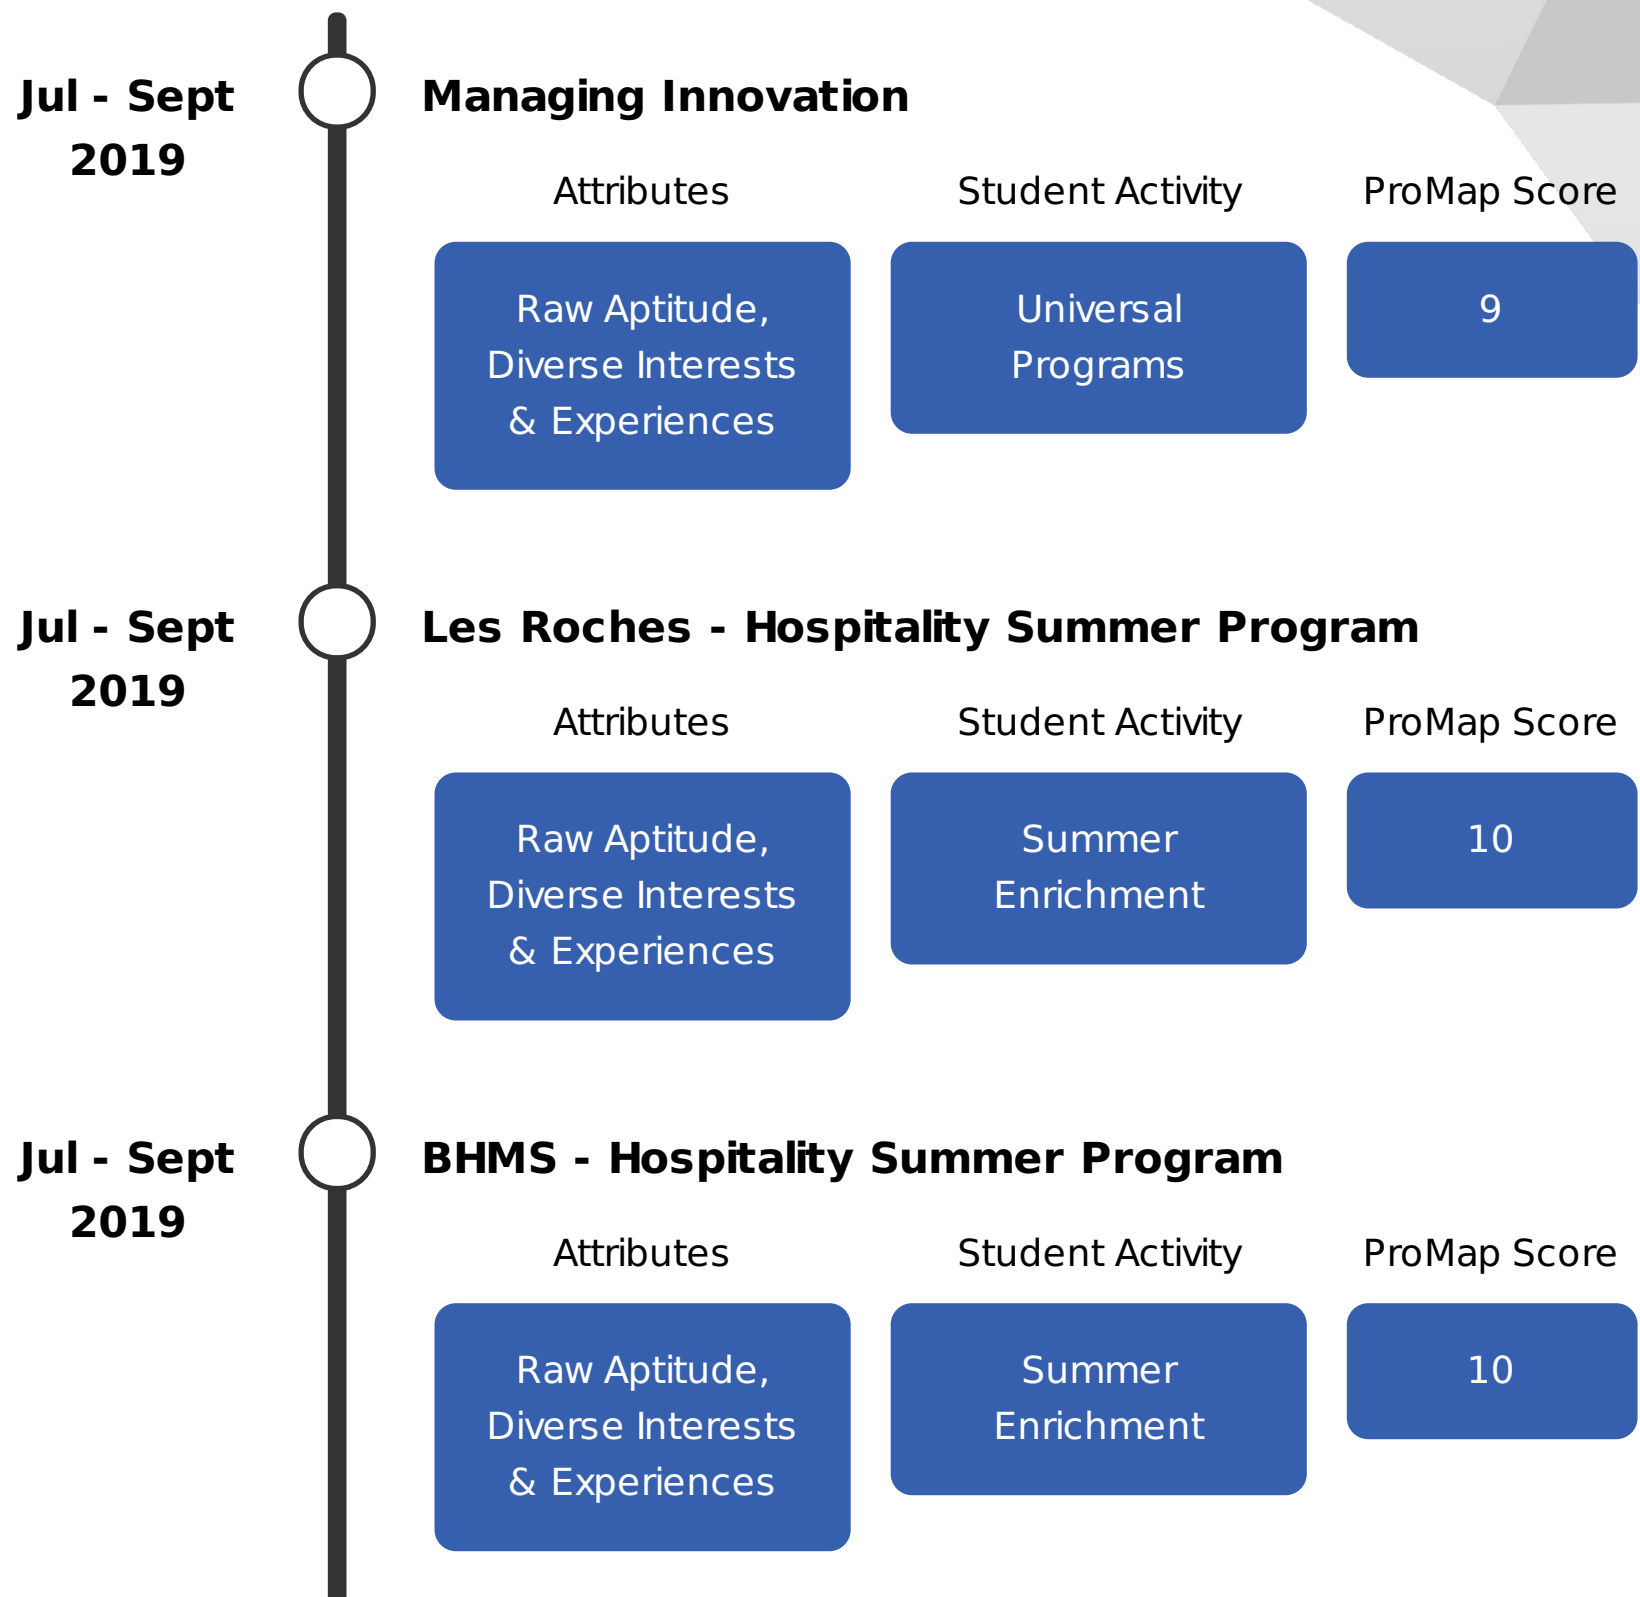 Jul - Sept
2019
Managing Innovation
Attributes
Student Activity
ProMap Score
Raw Aptitude,
Diverse Interests
& Experiences
Universal
Programs
9
Jul - Sept
2019
Les Roches - Hospitality Summer Program
Attributes
Student Activity
ProMap Score
Raw Aptitude,
Diverse Interests
& Experiences
Summer
Enrichment
10
Jul - Sept
2019
BHMS - Hospitality Summer Program
Attributes
Student Activity
ProMap Score
Raw Aptitude,
Diverse Interests
& Experiences
Summer
Enrichment
10